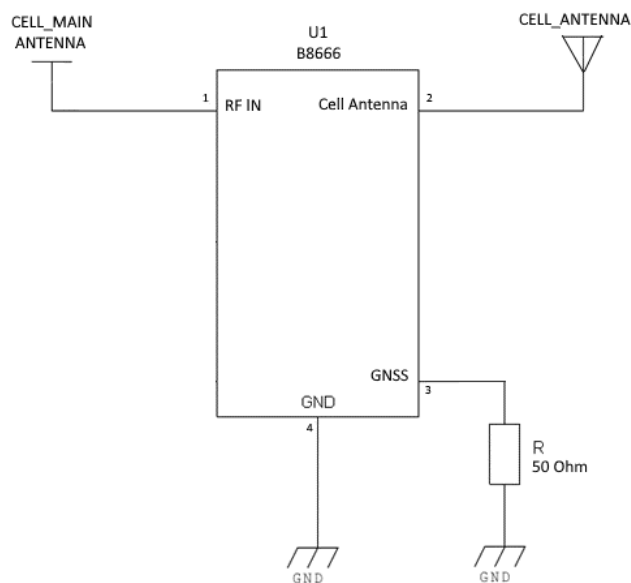 CELL_MAIN
ANTENNA
U1
B8666
CELL_ANTENNA
1
RF IN
Cell Antenna
2
GNSS
3
GND
4
R
50 Ohm
GND
GND